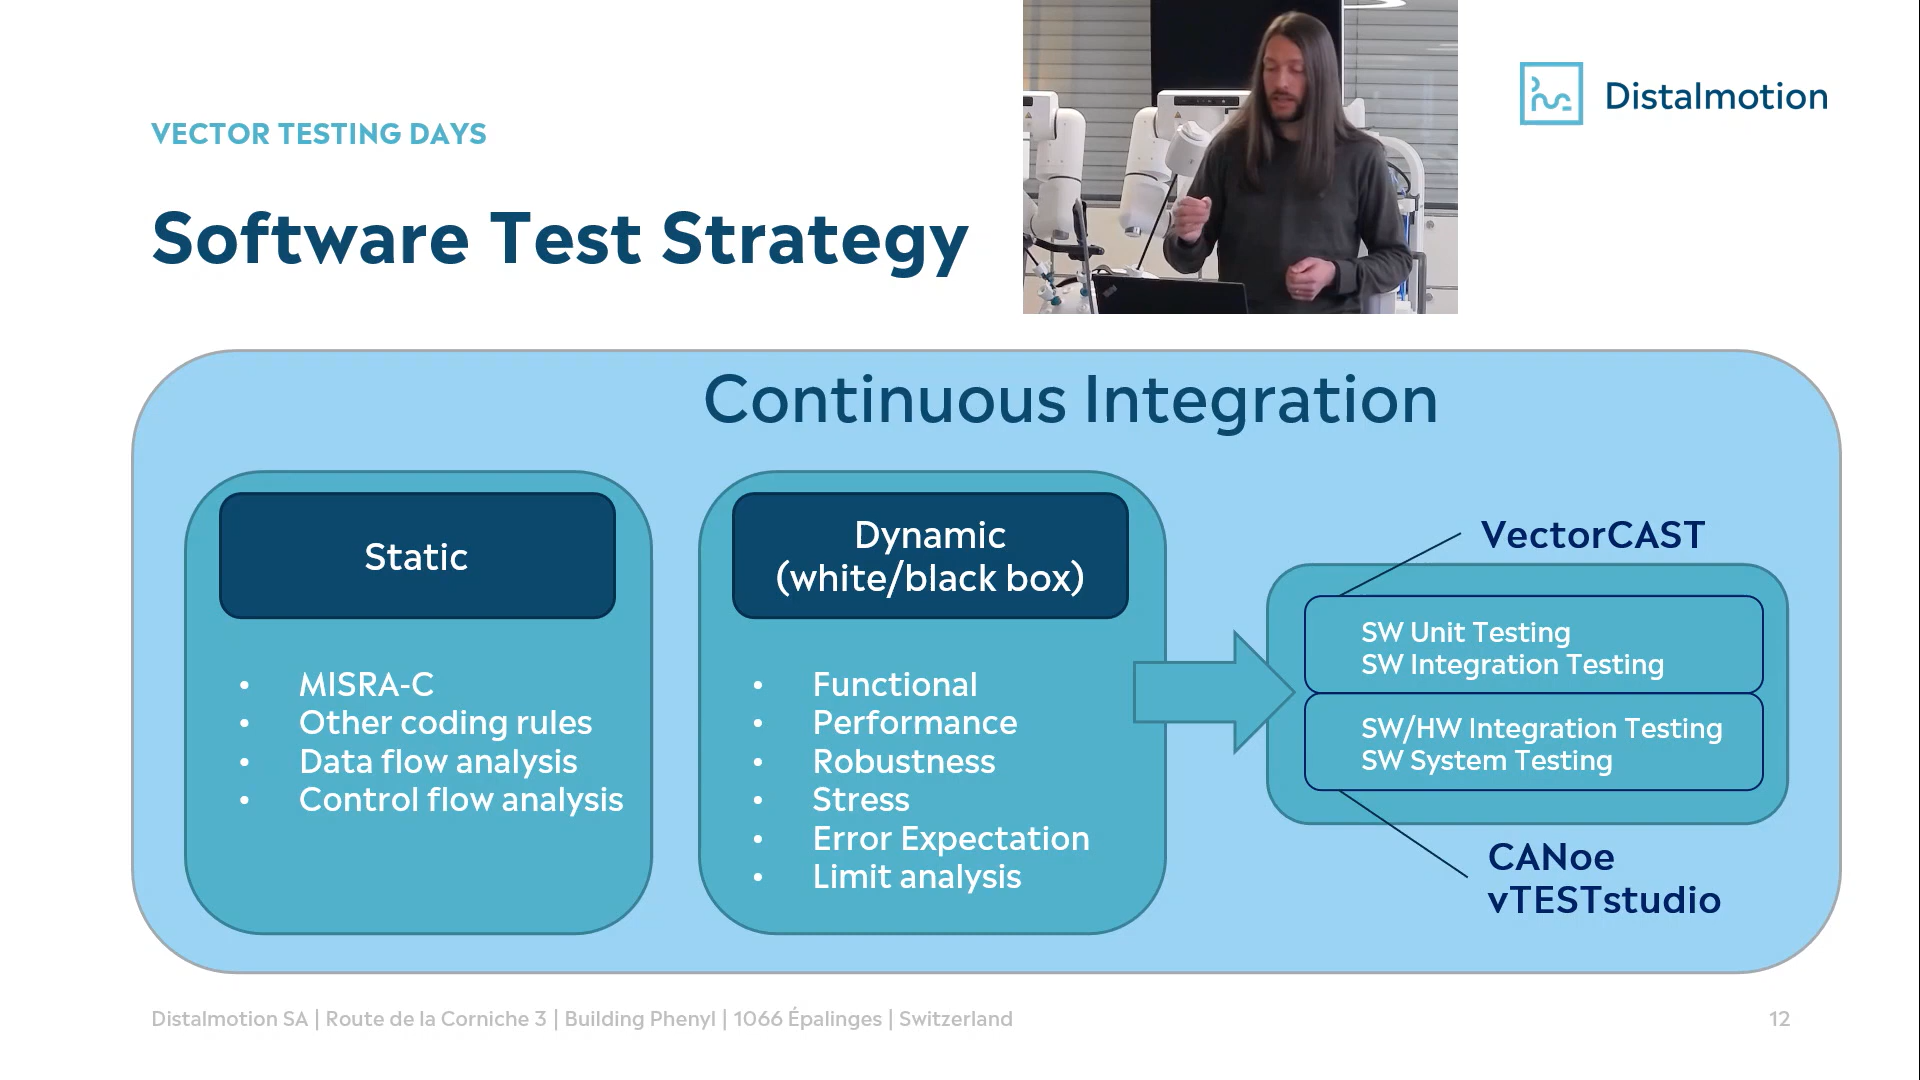 VECTOR TESTING DAYS
Software Test Strategy
Distalmotion
Continuous Integration
Static
• MISRA-C
• Other coding rules
• Data flow analysis
• Control flow analysis
Dynamic
(white/black box)
• Functional
• Performance
• Robustness
• Stress
• Error Expectation
• Limit analysis
VectorCAST
SW Unit Testing
SW Integration Testing
SW/HW Integration Testing
SW System Testing
CANoe
vTESTstudio
Distalmotion SA | Route de la Corniche 3 | Building Phenyl | 1066 Épalinges | Switzerland
12